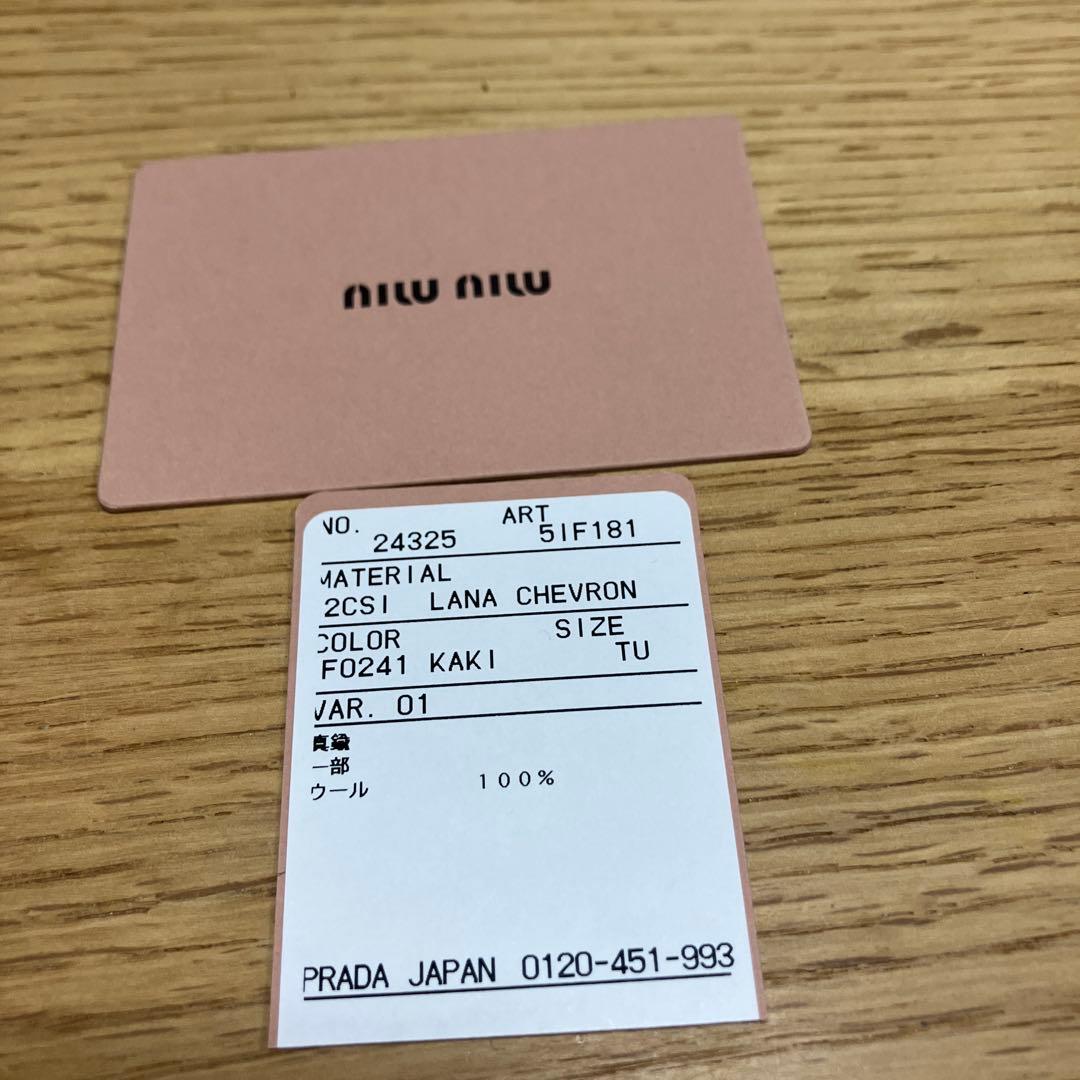 miu miu
NO. ART
24325 5IF181
MATERIAL
2CSI LANA CHEVRON
COLOR SIZE
F0241 KAKI TU
VAR. 01
真鍮
一部
ウール 100%
PRADA JAPAN 0120-451-993